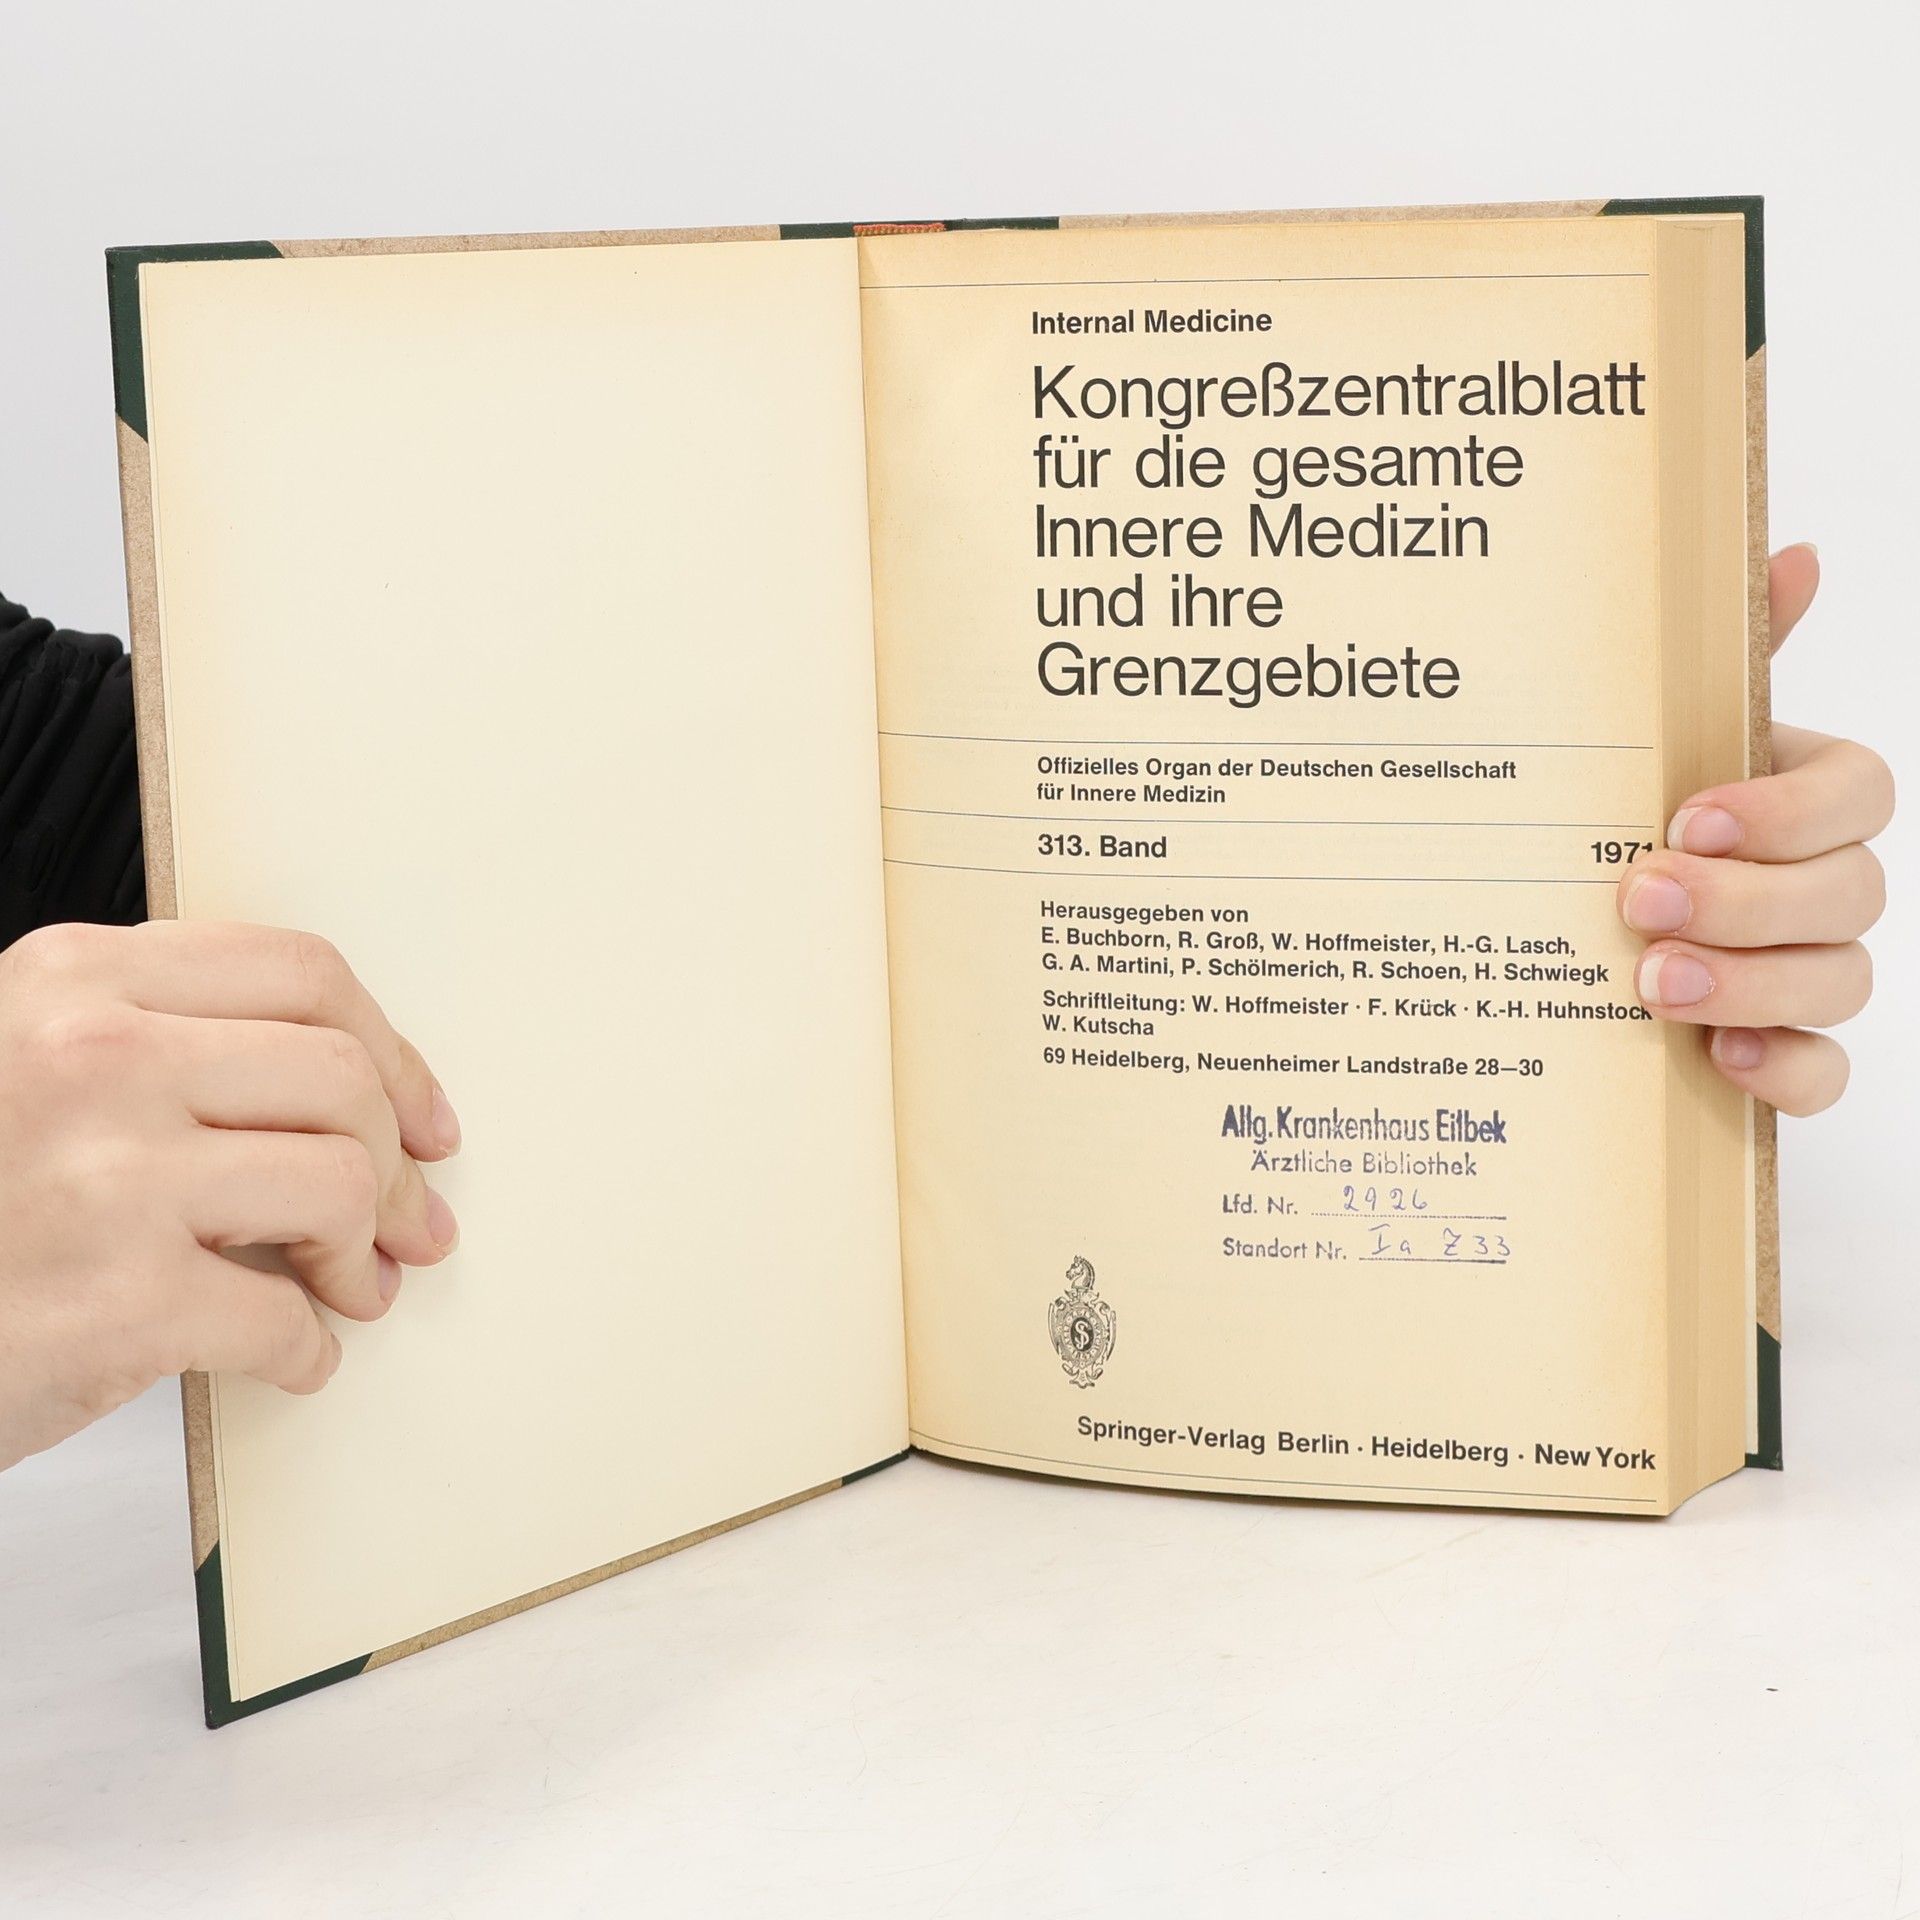 Internal Medicine
Kongreßzentralblatt
für die gesamte
Innere Medizin
und ihre
Grenzgebiete
Offizielles Organ der Deutschen Gesellschaft
für Innere Medizin
313. Band 1971
Herausgegeben von
E. Buchborn, R. Groß, W. Hoffmeister, H.-G. Lasch,
G. A. Martini, P. Schölmerich, R. Schoen, H. Schwiegk
Schriftleitung: W. Hoffmeister · F. Krück · K.-H. Huhnstock
W. Kutscha
69 Heidelberg, Neuenheimer Landstraße 28—30
Allg. Krankenhaus Eilbek
Ärztliche Bibliothek
Lfd. Nr. 2926
Standort Nr. Ia Z 33
Springer-Verlag Berlin · Heidelberg · New York